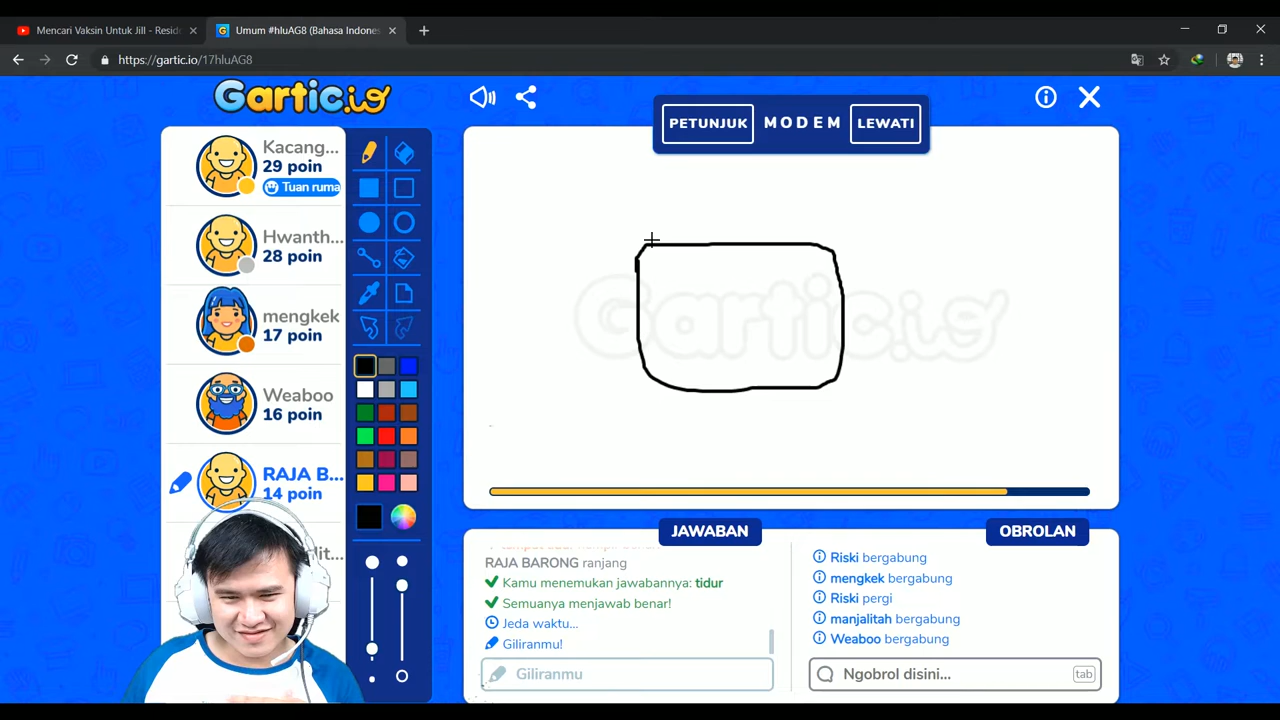 Mencari Vaksin Untuk Jill - Resid
Umum #hluAG8 (Bahasa Indones
https://gartic.io/17hluAG8
Gartic.io
PETUNJUK
MODEM
LEWATI
Kacang...
29 poin
Tuan ruma
Hwanth...
28 poin
mengkek
17 poin
Weaboo
16 poin
RAJA B...
14 poin
Gartic.io
JAWABAN
RAJA BARONG ranjang
Kamu menemukan jawabannya: tidur
Semuanya menjawab benar!
Jeda waktu...
Giliranmu!
Giliranmu
OBROLAN
Riski bergabung
mengkek bergabung
Riski pergi
manjalitah bergabung
Weaboo bergabung
Ngobrol disini...
tab